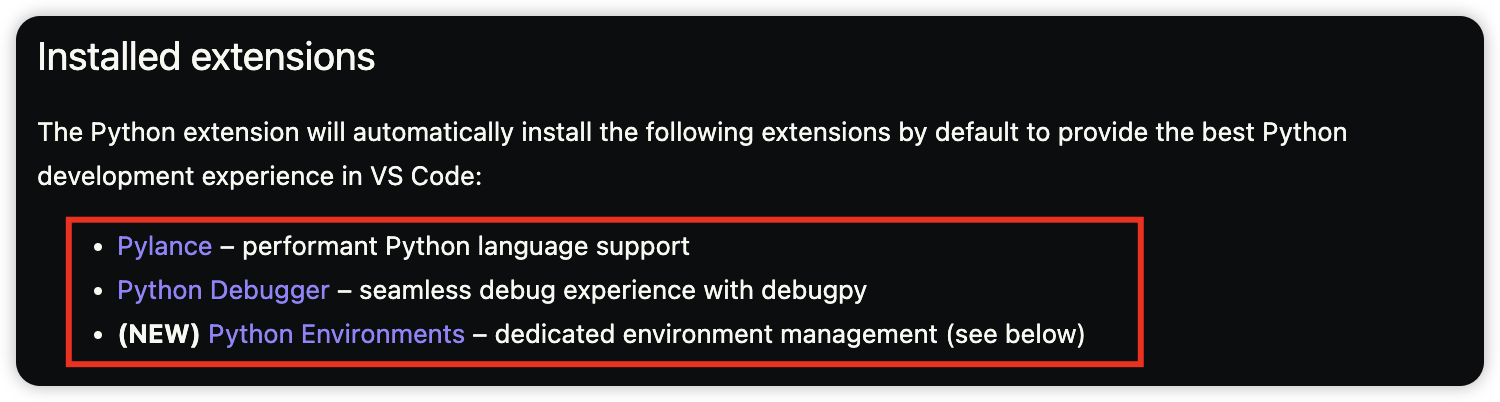 Installed extensions
The Python extension will automatically install the following extensions by default to provide the best Python
development experience in VS Code:
• Pylance – performant Python language support
• Python Debugger – seamless debug experience with debugpy
• (NEW) Python Environments – dedicated environment management (see below)